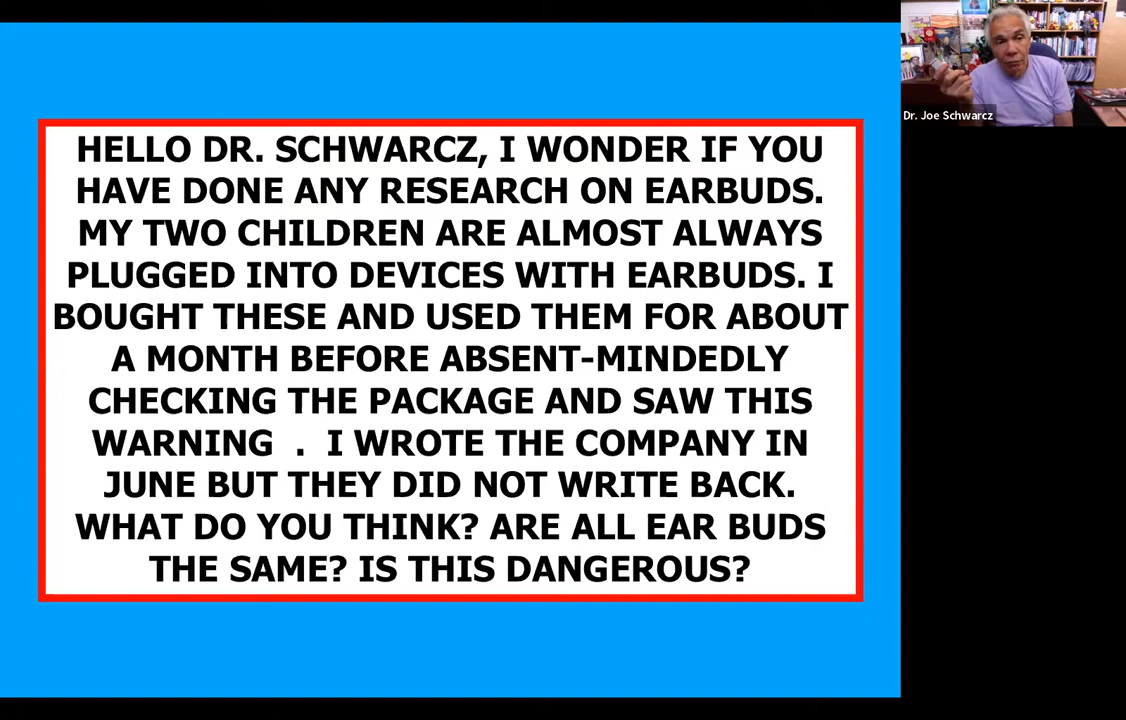 HELLO DR. SCHWARCZ, I WONDER IF YOU
HAVE DONE ANY RESEARCH ON EARBUDS.
MY TWO CHILDREN ARE ALMOST ALWAYS
PLUGGED INTO DEVICES WITH EARBUDS. I
BOUGHT THESE AND USED THEM FOR ABOUT
A MONTH BEFORE ABSENT-MINDEDLY
CHECKING THE PACKAGE AND SAW THIS
WARNING . I WROTE THE COMPANY IN
JUNE BUT THEY DID NOT WRITE BACK.
WHAT DO YOU THINK? ARE ALL EAR BUDS
THE SAME? IS THIS DANGEROUS?
Dr. Joe Schwarcz